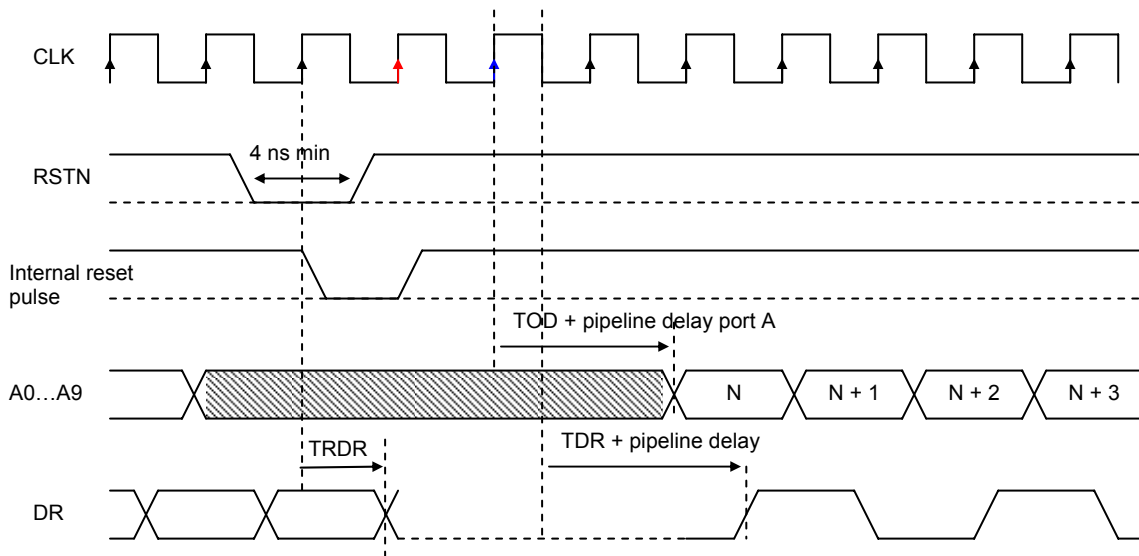 CLK
4 ns min
RSTN
Internal reset
pulse
TOD + pipeline delay port A
A0…A9
N
N + 1
N + 2
N + 3
TRDR
TDR + pipeline delay
DR